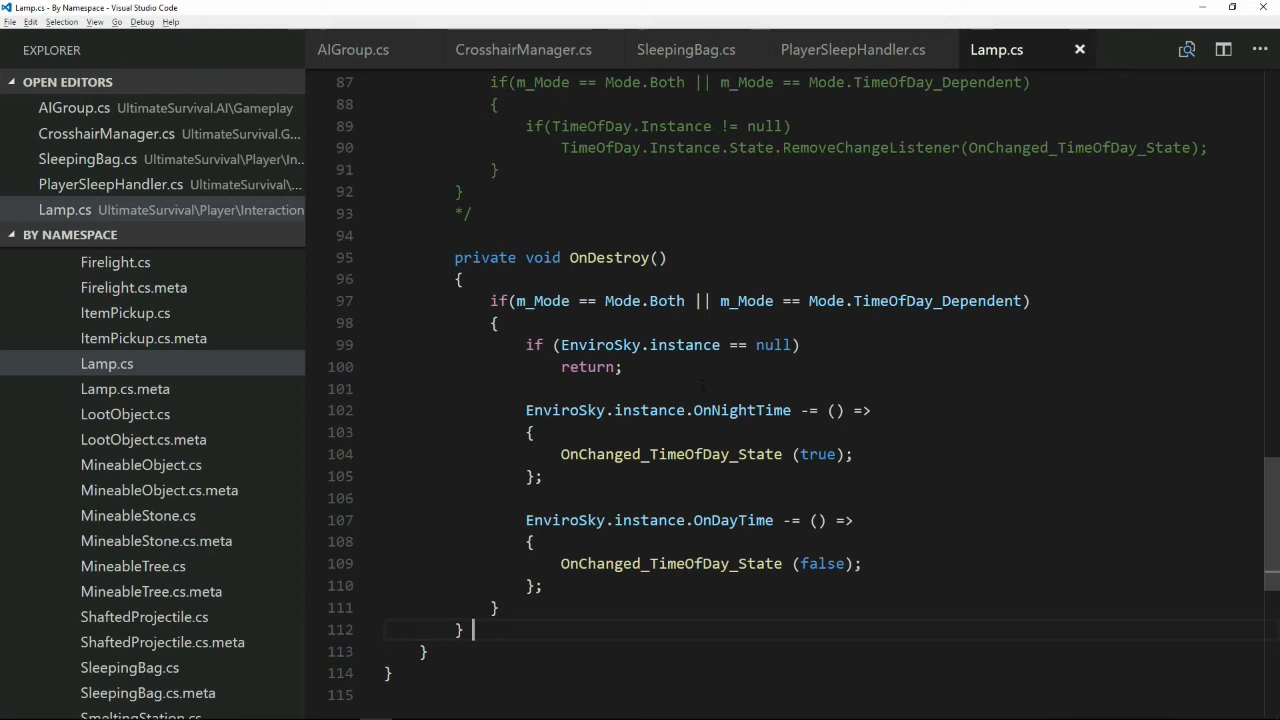 Lamp.cs - By Namespace - Visual Studio Code
File Edit Selection View Go Debug Help
EXPLORER
AIGroup.cs CrosshairManager.cs SleepingBag.cs PlayerSleepHandler.cs Lamp.cs
OPEN EDITORS
AIGroup.cs UltimateSurvival.AI\Gameplay
CrosshairManager.cs UltimateSurvival.G...
SleepingBag.cs UltimateSurvival\Player\In...
PlayerSleepHandler.cs UltimateSurvival\...
Lamp.cs UltimateSurvival\Player\Interaction
BY NAMESPACE
Firelight.cs
Firelight.cs.meta
ItemPickup.cs
ItemPickup.cs.meta
Lamp.cs
Lamp.cs.meta
LootObject.cs
LootObject.cs.meta
MineableObject.cs
MineableObject.cs.meta
MineableStone.cs
MineableStone.cs.meta
MineableTree.cs
MineableTree.cs.meta
ShaftedProjectile.cs
ShaftedProjectile.cs.meta
SleepingBag.cs
SleepingBag.cs.meta
SmeltingStation.cs
87 if(m_Mode == Mode.Both || m_Mode == Mode.TimeOfDay_Dependent)
88 {
89 if(TimeOfDay.Instance != null)
90 TimeOfDay.Instance.State.RemoveChangeListener(OnChanged_TimeOfDay_State);
91 }
92 }
93 */
94
95 private void OnDestroy()
96 {
97 if(m_Mode == Mode.Both || m_Mode == Mode.TimeOfDay_Dependent)
98 {
99 if (EnviroSky.instance == null)
100 return;
101
102 EnviroSky.instance.OnNightTime -= () =>
103 {
104 OnChanged_TimeOfDay_State (true);
105 };
106
107 EnviroSky.instance.OnDayTime -= () =>
108 {
109 OnChanged_TimeOfDay_State (false);
110 };
111 }
112 }
113 }
114 }
115